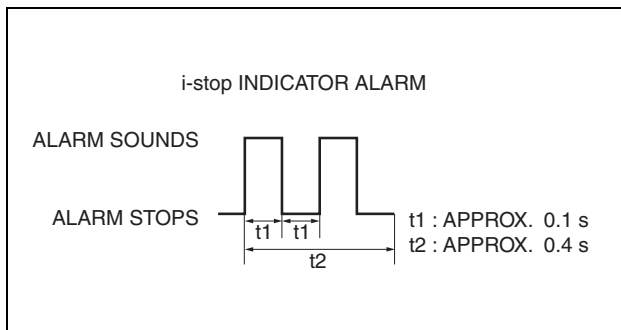 i-stop INDICATOR ALARM
ALARM SOUNDS
ALARM STOPS
t1 t1
t2
t1 : APPROX. 0.1 s
t2 : APPROX. 0.4 s